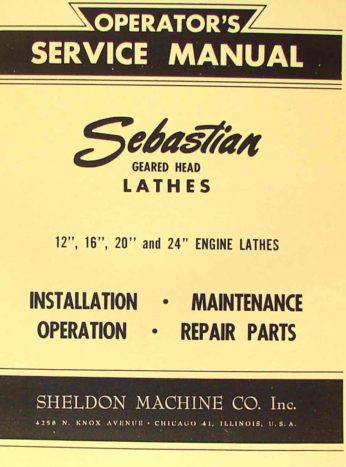 OPERATOR'S
SERVICE MANUAL
Sebastian
GEARED HEAD
LATHES
12", 16", 20" and 24" ENGINE LATHES
INSTALLATION • MAINTENANCE
OPERATION • REPAIR PARTS
SHELDON MACHINE CO. Inc.
4258 N. KNOX AVENUE • CHICAGO 41, ILLINOIS, U.S.A.